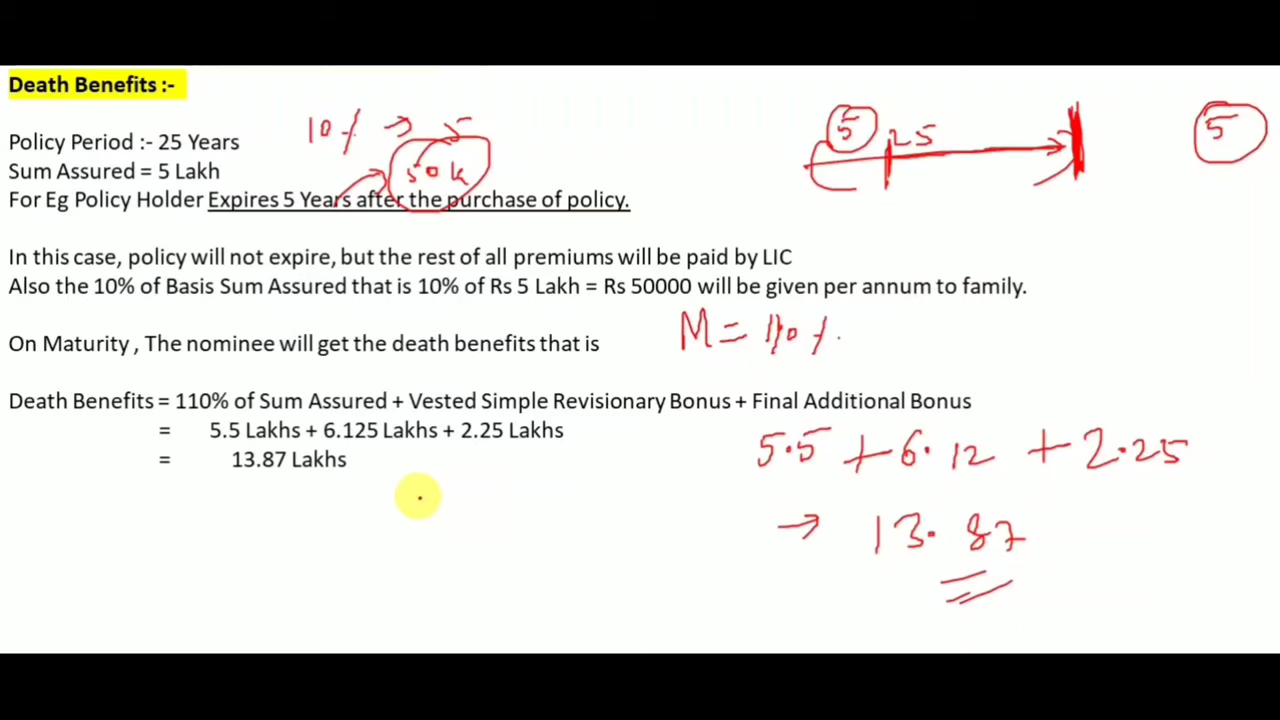 Death Benefits :-
10% → 5
5 25
5
Policy Period :- 25 Years
50k
Sum Assured = 5 Lakh
For Eg Policy Holder Expires 5 Years after the purchase of policy.
In this case, policy will not expire, but the rest of all premiums will be paid by LIC
Also the 10% of Basis Sum Assured that is 10% of Rs 5 Lakh = Rs 50000 will be given per annum to family.
M = 110%
On Maturity , The nominee will get the death benefits that is
Death Benefits = 110% of Sum Assured + Vested Simple Revisionary Bonus + Final Additional Bonus
= 5.5 Lakhs + 6.125 Lakhs + 2.25 Lakhs
5.5 + 6.12 + 2.25
= 13.87 Lakhs
→ 13.87